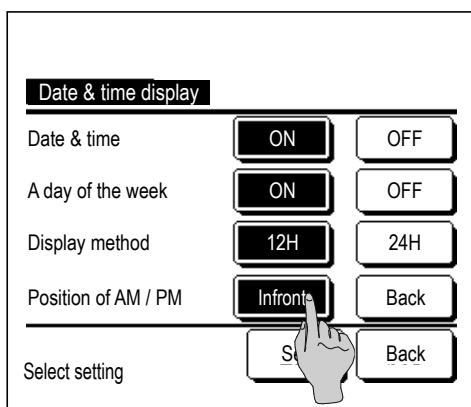 Date & time display
Date & time ON OFF
A day of the week ON OFF
Display method 12H 24H
Position of AM / PM Infront Back
Select setting Back